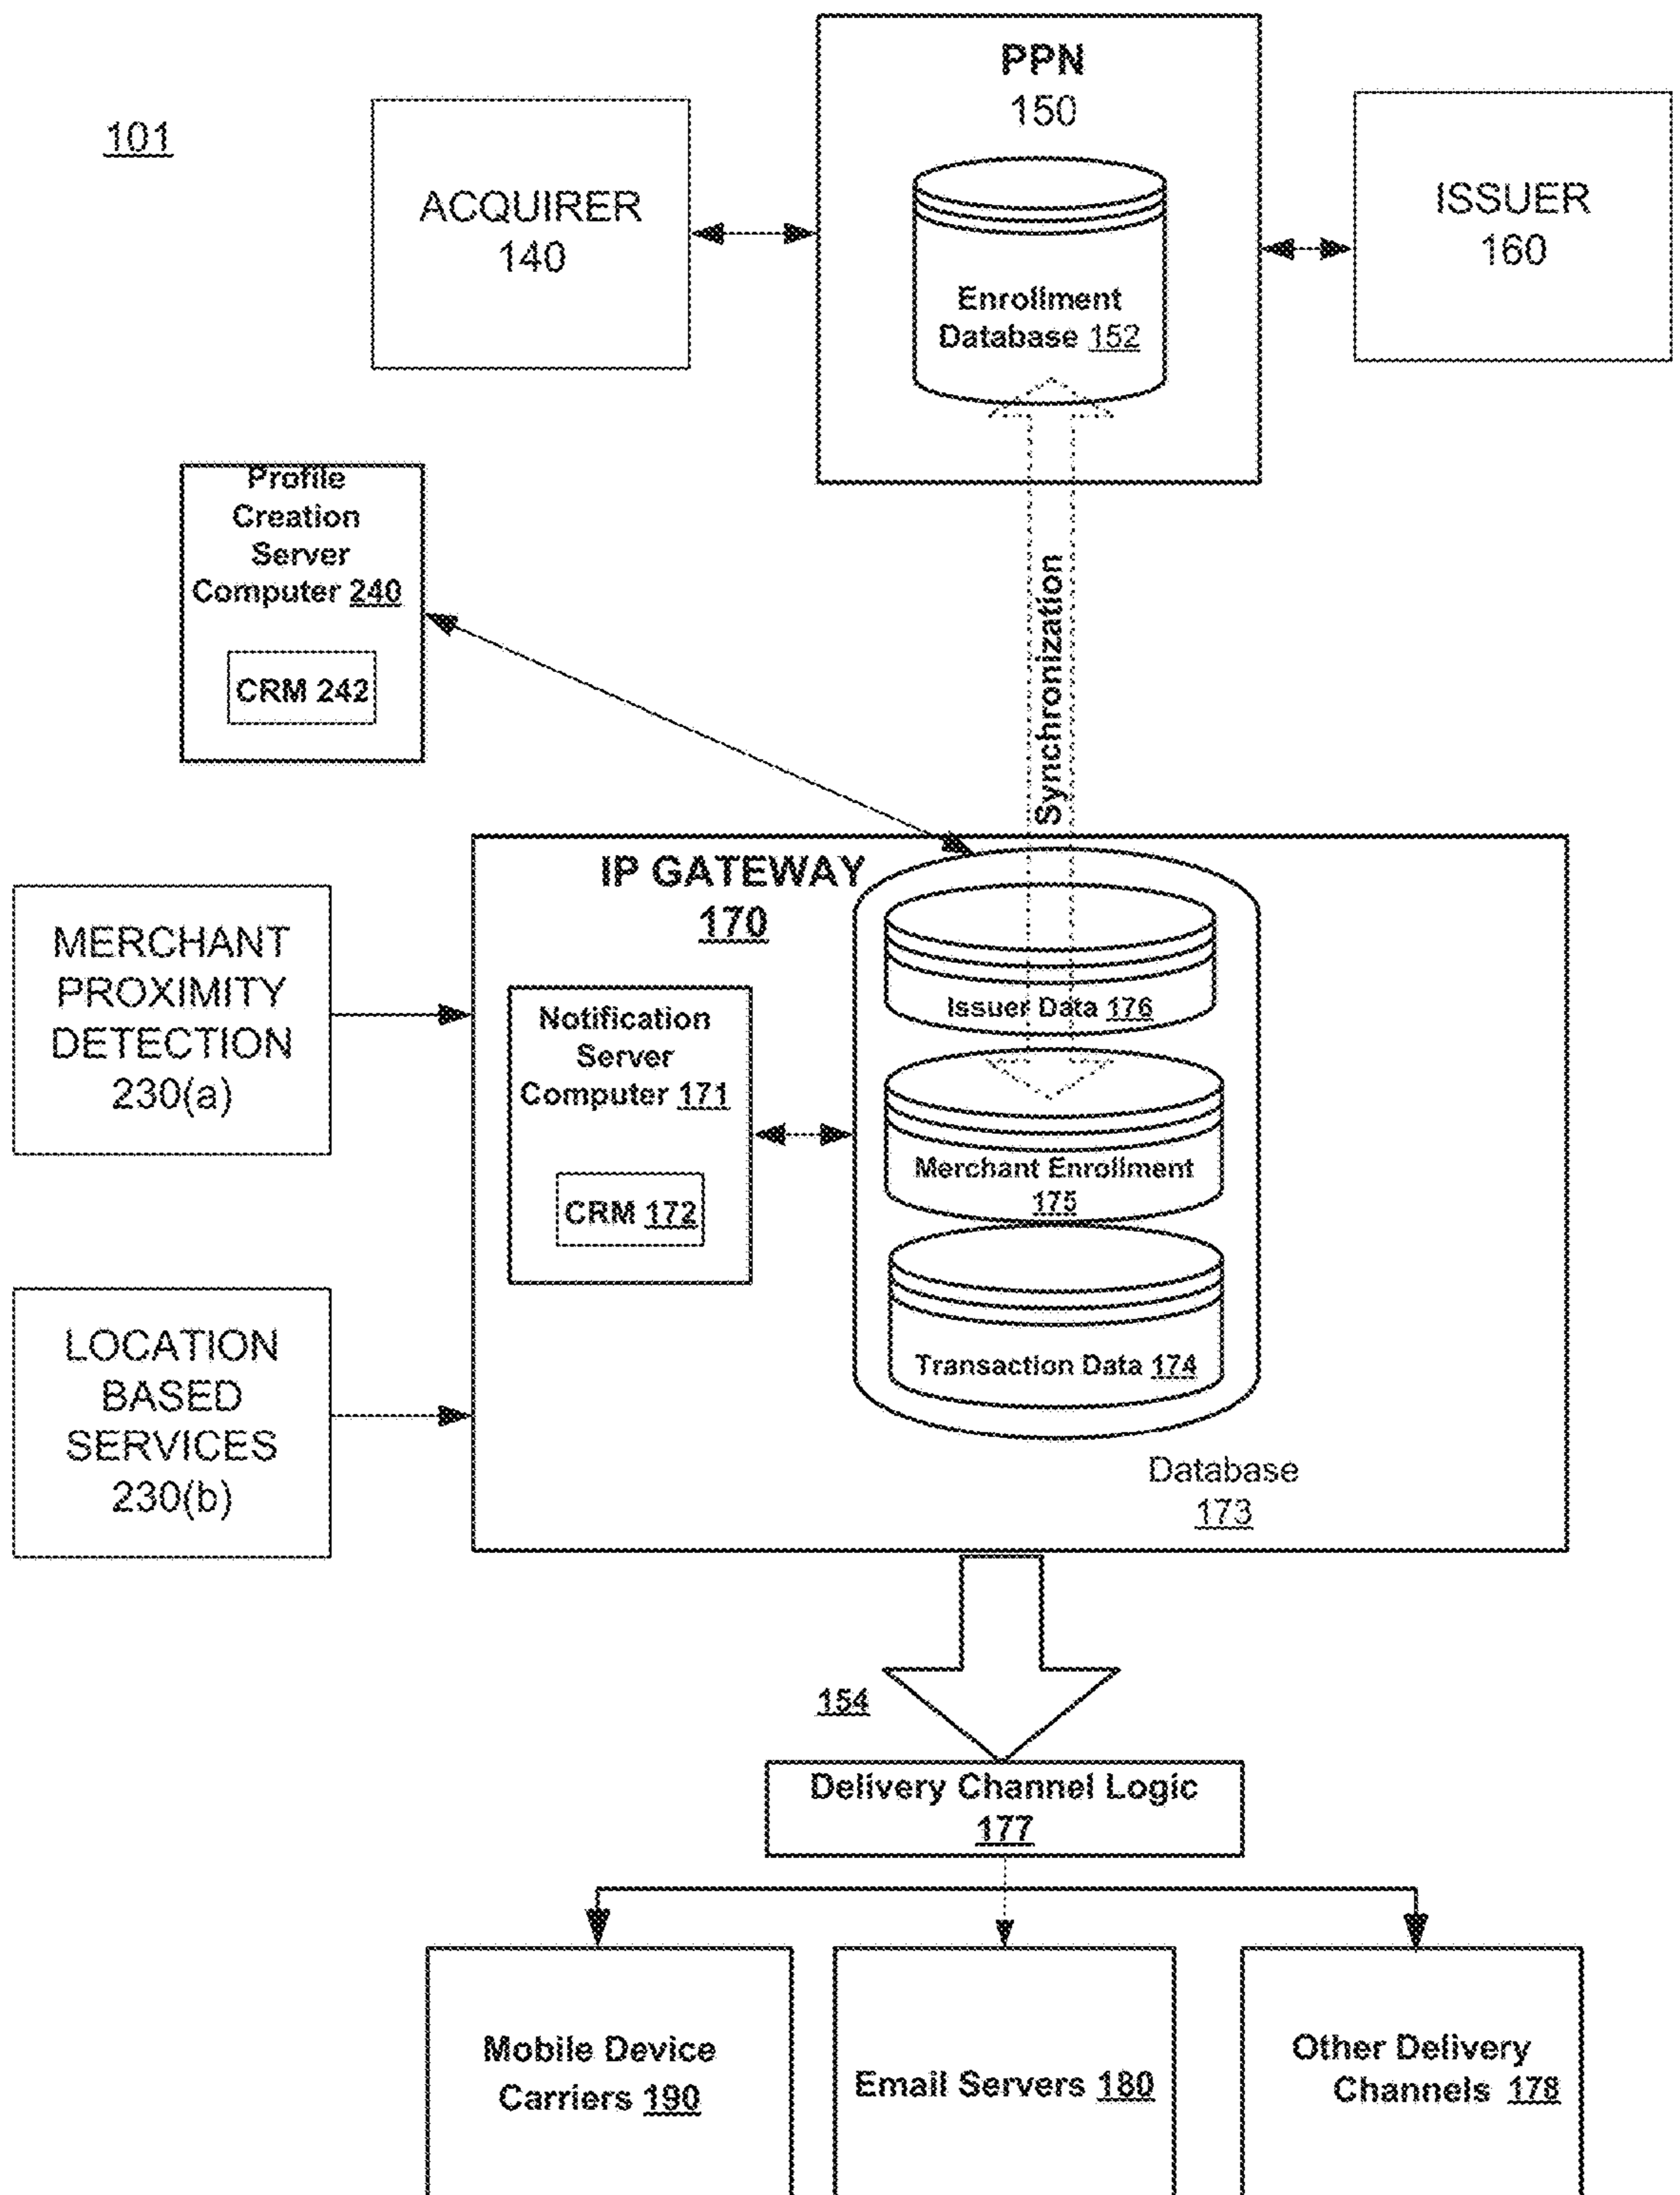 101
PPN
150
ACQUIRER
140
ISSUER
160
Enrollment
Database 152
Profile
Creation
Server
Computer 240
CRM 242
Synchronization
IP GATEWAY
170
MERCHANT
PROXIMITY
DETECTION
230(a)
Notification
Server
Computer 171
CRM 172
Issuer Data 176
Merchant Enrollment
175
Transaction Data 174
LOCATION
BASED
SERVICES
230(b)
Database
173
154
Delivery Channel Logic
177
Mobile Device
Carriers 190
Email Servers 180
Other Delivery
Channels 178